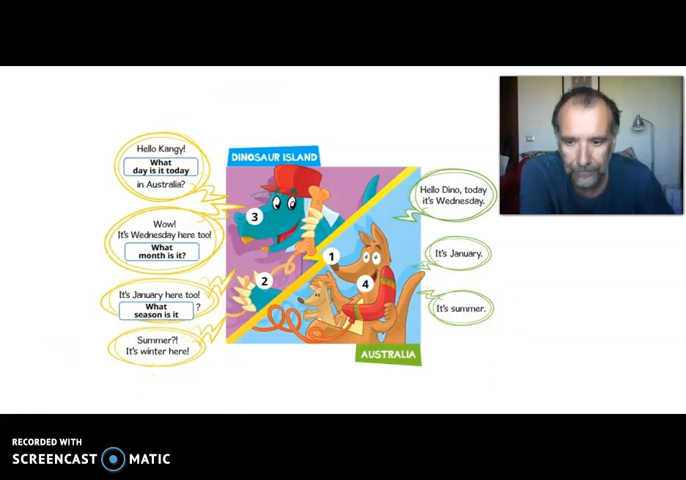 Hello Kangy!
What
day is it today
in Australia?
DINOSAUR ISLAND
Hello Dino, today
it's Wednesday.
3
Wow!
It's Wednesday here too!
What
month is it?
1
It's January.
2
4
It's January here too!
What
season is it
?
It's summer.
Summer?!
It's winter here!
AUSTRALIA
RECORDED WITH
SCREENCAST MATIC